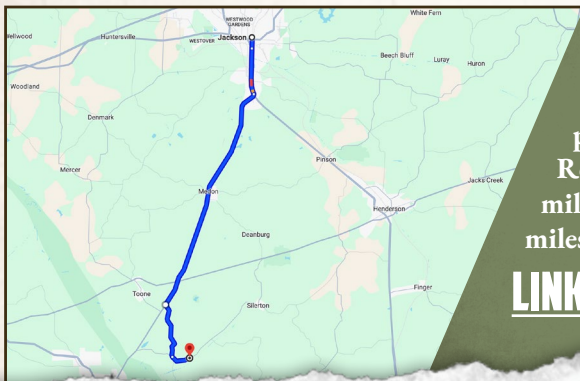 White Fern
WESTWOOD
GARDENS
Huntersville
WESTOVER
Jackson
Beech Bluff
Luray
Huron
Woodland
Denmark
Pinson
Mercer
Jacks Creek
Medon
Henderson
Deanburg
Toone
Silerton
Finger
mil
miles
LINK